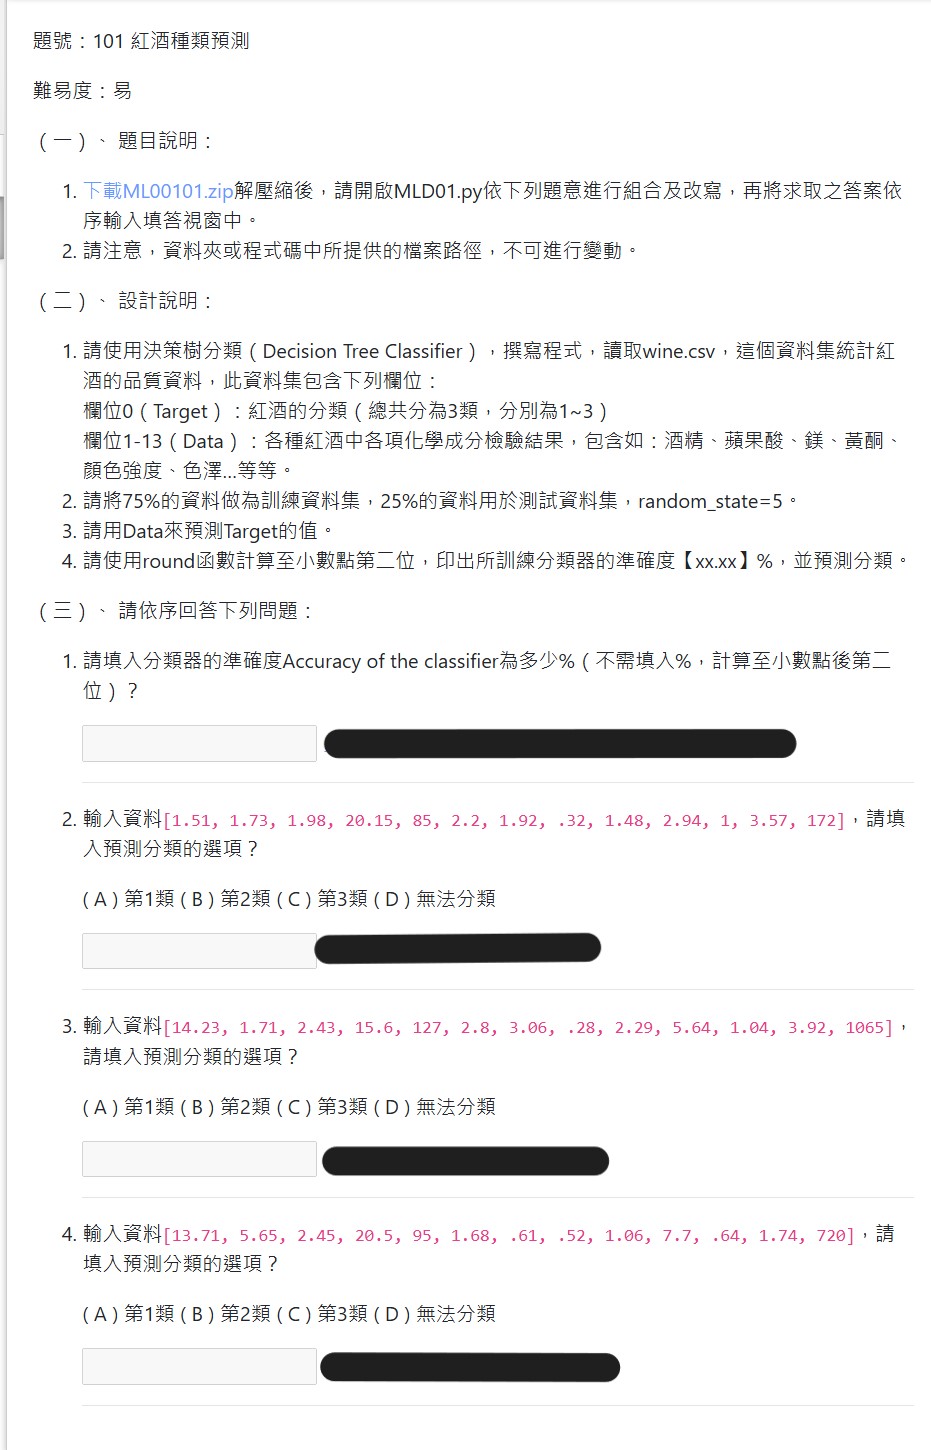 題號：101 紅酒種類預測
難易度：易
（一）、 題目說明：
1. 下載ML00101.zip解壓縮後，請開啟MLD01.py依下列題意進行組合及改寫，再將求取之答案依
序輸入填答視窗中。
2. 請注意，資料夾或程式碼中所提供的檔案路徑，不可進行變動。
（二）、 設計說明：
1. 請使用決策樹分類（Decision Tree Classifier），撰寫程式，讀取wine.csv，這個資料集統計紅
酒的品質資料，此資料集包含下列欄位：
欄位0（Target）：紅酒的分類（總共分為3類，分別為1~3）
欄位1-13（Data）：各種紅酒中各項化學成分檢驗結果，包含如：酒精、蘋果酸、鎂、黃酮、
顏色強度、色澤...等等。
2. 請將75%的資料做為訓練資料集，25%的資料用於測試資料集，random_state=5。
3. 請用Data來預測Target的值。
4. 請使用round函數計算至小數點第二位，印出所訓練分類器的準確度【xx.xx】%，並預測分類。
（三）、 請依序回答下列問題：
1. 請填入分類器的準確度Accuracy of the classifier為多少%（不需填入%，計算至小數點後第二
位）？
2. 輸入資料[1.51, 1.73, 1.98, 20.15, 85, 2.2, 1.92, .32, 1.48, 2.94, 1, 3.57, 172]，請填
入預測分類的選項？
( A ) 第1類 ( B ) 第2類 ( C ) 第3類 ( D ) 無法分類
3. 輸入資料[14.23, 1.71, 2.43, 15.6, 127, 2.8, 3.06, .28, 2.29, 5.64, 1.04, 3.92, 1065]，
請填入預測分類的選項？
( A ) 第1類 ( B ) 第2類 ( C ) 第3類 ( D ) 無法分類
4. 輸入資料[13.71, 5.65, 2.45, 20.5, 95, 1.68, .61, .52, 1.06, 7.7, .64, 1.74, 720]，請
填入預測分類的選項？
( A ) 第1類 ( B ) 第2類 ( C ) 第3類 ( D ) 無法分類